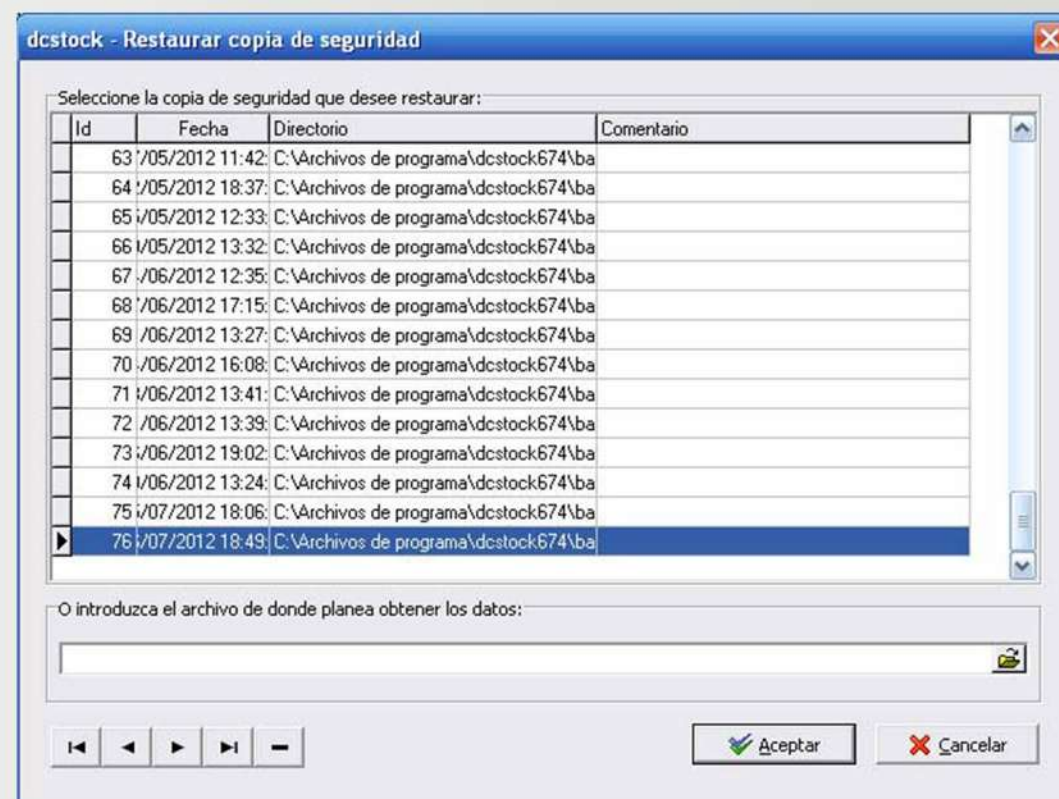 dcstock - Restaurar copia de seguridad
Seleccione la copia de seguridad que desee restaurar:
Id Fecha Directorio Comentario
63 /05/2012 11:42: C:\Archivos de programa\dcstock674\ba
64 /05/2012 18:37: C:\Archivos de programa\dcstock674\ba
65 /05/2012 12:33: C:\Archivos de programa\dcstock674\ba
66 /05/2012 13:32: C:\Archivos de programa\dcstock674\ba
67 /06/2012 12:35: C:\Archivos de programa\dcstock674\ba
68 /06/2012 17:15: C:\Archivos de programa\dcstock674\ba
69 /06/2012 13:27: C:\Archivos de programa\dcstock674\ba
70 /06/2012 16:08: C:\Archivos de programa\dcstock674\ba
71 /06/2012 13:41: C:\Archivos de programa\dcstock674\ba
72 /06/2012 13:39: C:\Archivos de programa\dcstock674\ba
73 /06/2012 19:02: C:\Archivos de programa\dcstock674\ba
74 /06/2012 13:24: C:\Archivos de programa\dcstock674\ba
75 /07/2012 18:06: C:\Archivos de programa\dcstock674\ba
76 /07/2012 18:49: C:\Archivos de programa\dcstock674\ba
O introduzca el archivo de donde planea obtener los datos:
Aceptar Cancelar